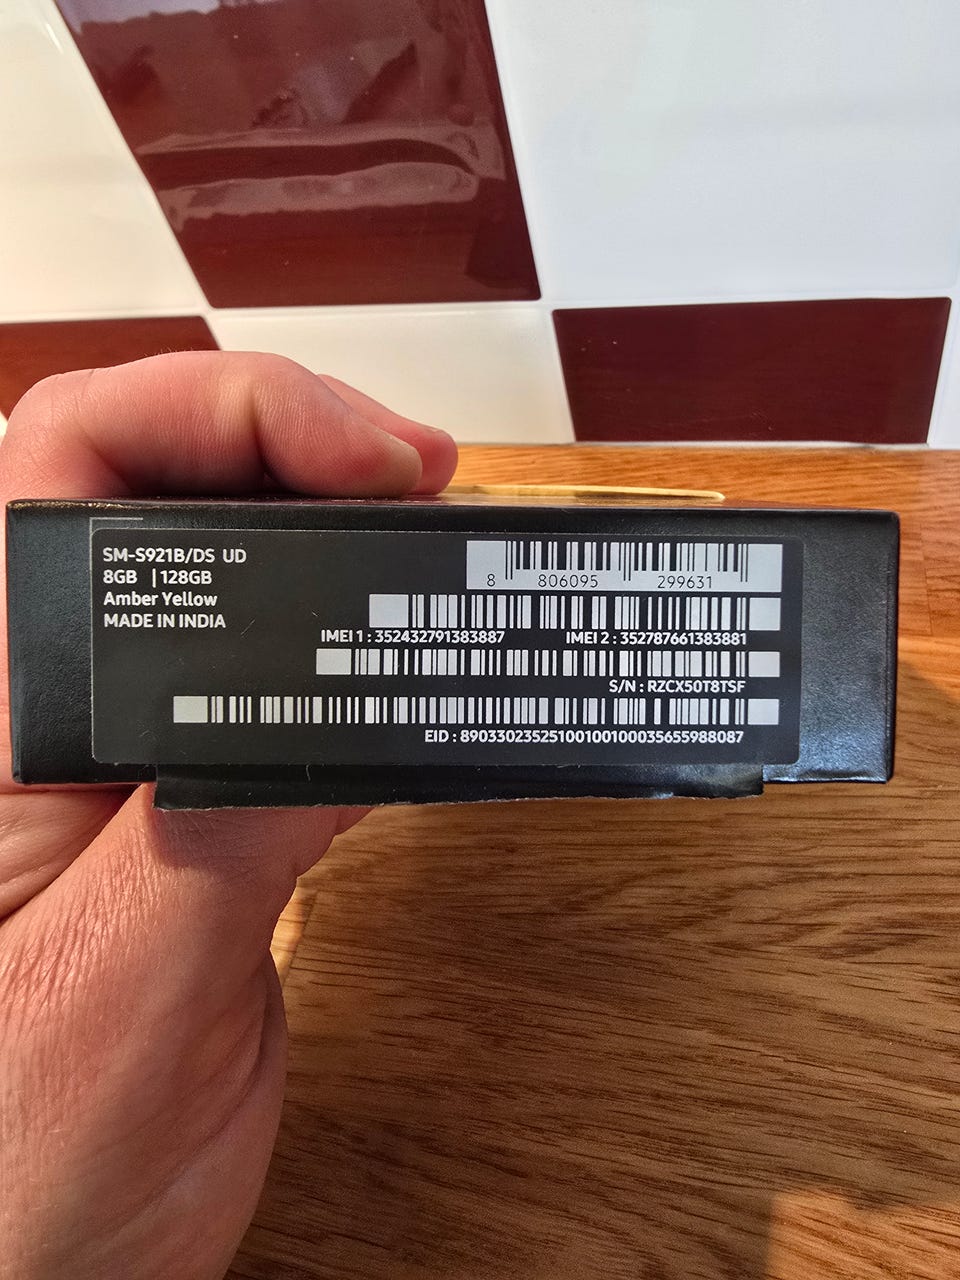 SM-S921B/DS UD
8GB | 128GB
Amber Yellow
MADE IN INDIA
8 806095 299631
IMEI 1 : 352432791383887 IMEI 2 : 352787661383881
S/N : RZCX50T8TSF
EID : 89033023525100100100035655988087